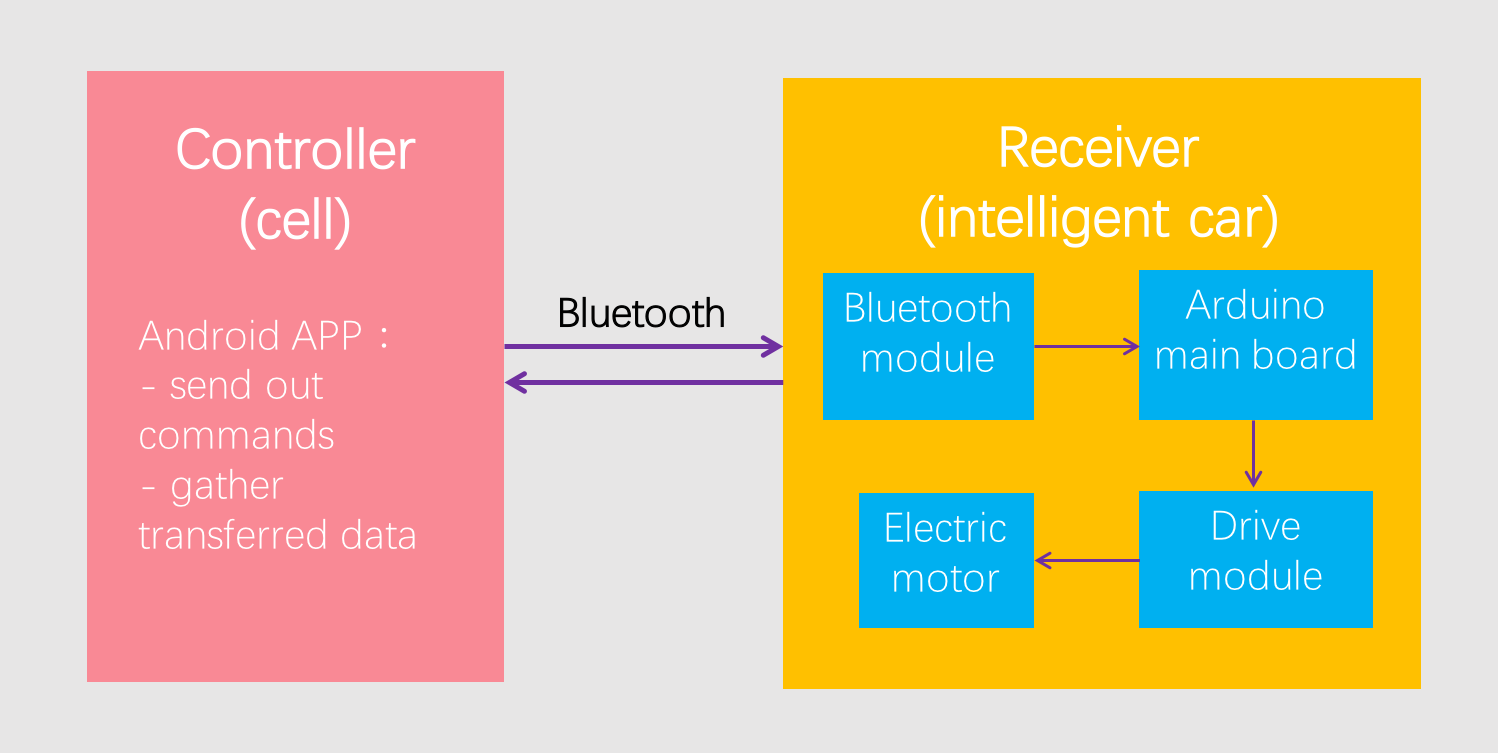 Controller
(cell)
Android APP：
- send out
commands
- gather
transferred data
Bluetooth
Receiver
(intelligent car)
Bluetooth
module
Arduino
main board
Electric
motor
Drive
module